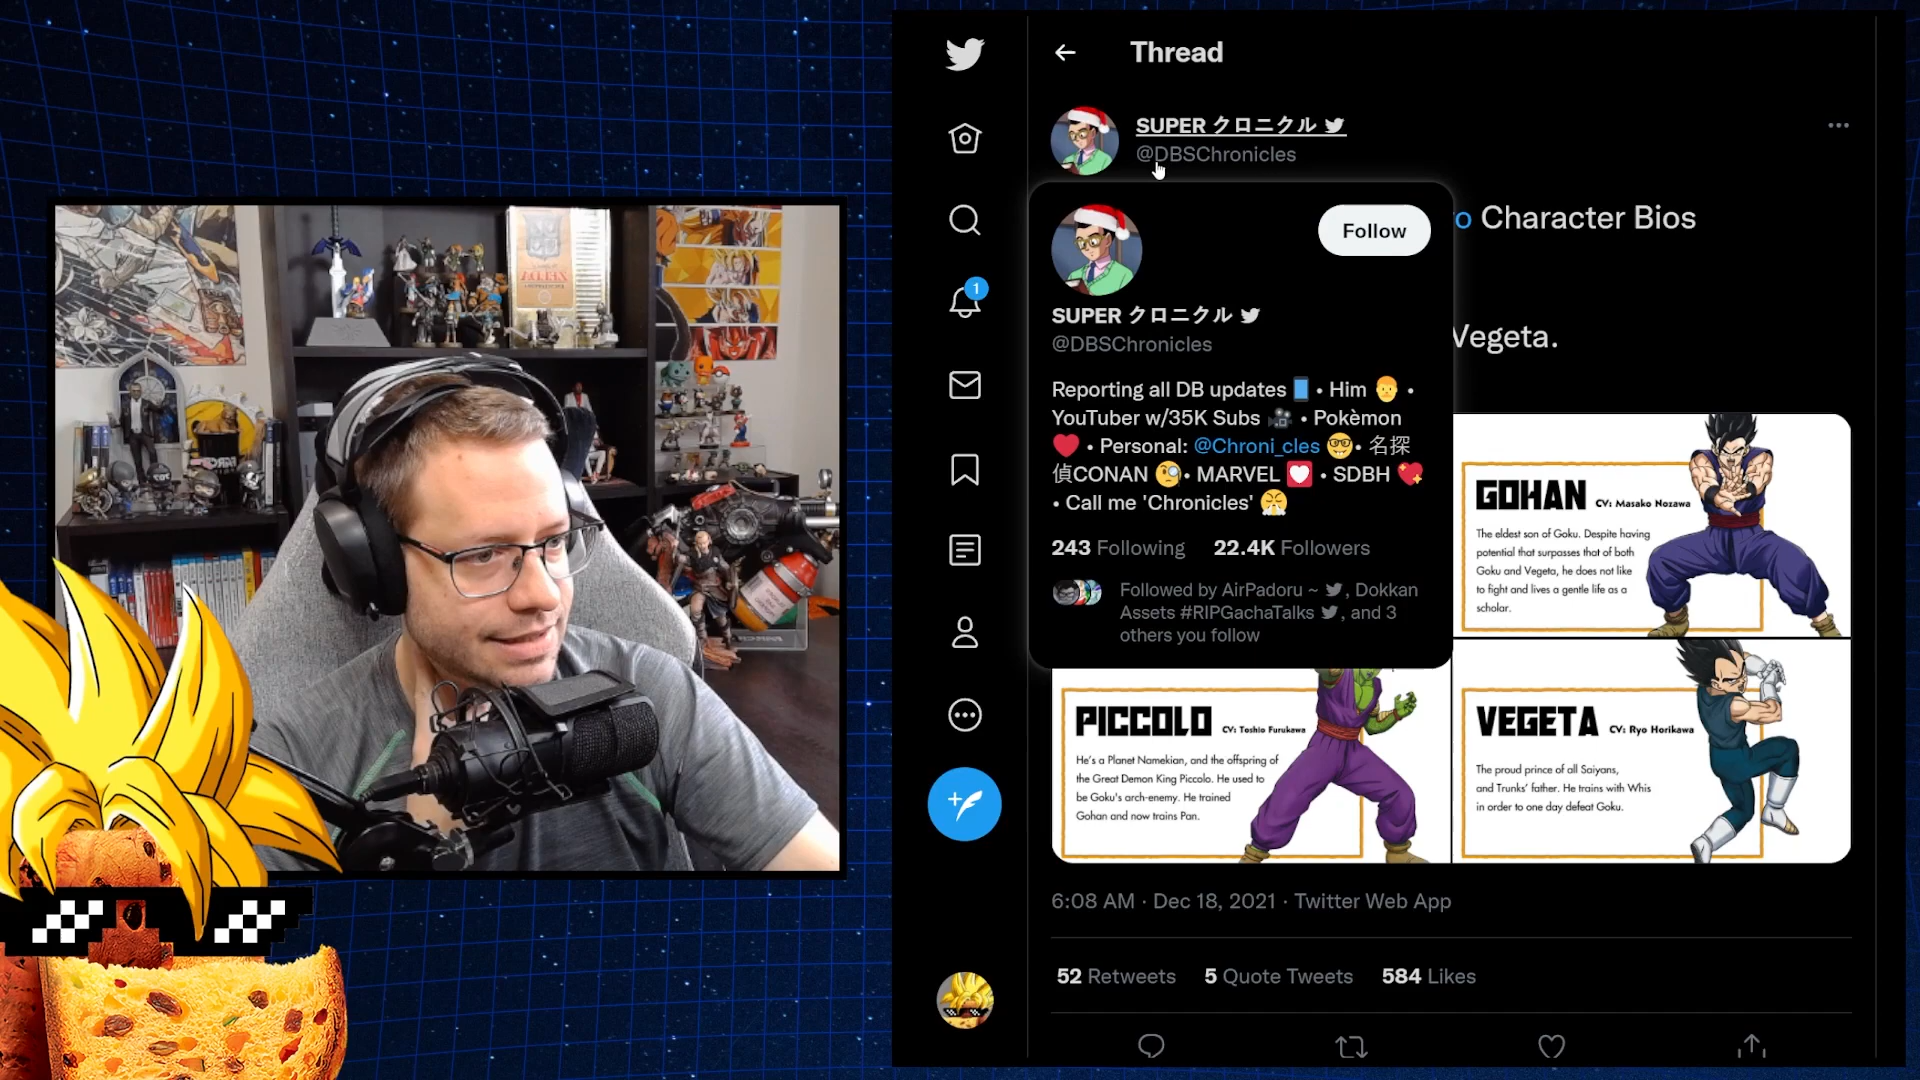 Thread
SUPER クロニクル
@DBSChronicles
Follow
o Character Bios
1
SUPER クロニクル
@DBSChronicles
Vegeta.
Reporting all DB updates 📱 • Him 👨 •
YouTuber w/35K Subs 🎥 • Pokèmon
❤️ • Personal: @Chroni_cles 🤓 • 名探
偵CONAN 🧐 • MARVEL 💟 • SDBH 💖
• Call me 'Chronicles' 😤
243 Following 22.4K Followers
Followed by AirPadoru ~ , Dokkan
Assets #RIPGachaTalks , and 3
others you follow
GOHAN CV: Masako Nozawa
The eldest son of Goku. Despite having
potential that surpasses that of both
Goku and Vegeta, he does not like
to fight and lives a gentle life as a
scholar.
PICCOLO CV: Toshio Furukawa
He's a Planet Namekian, and the offspring of
the Great Demon King Piccolo. He used to
be Goku's arch-enemy. He trained
Gohan and now trains Pan.
VEGETA CV: Ryo Horikawa
The proud prince of all Saiyans,
and Trunks' father. He trains with Whis
in order to one day defeat Goku.
6:08 AM · Dec 18, 2021 · Twitter Web App
52 Retweets 5 Quote Tweets 584 Likes